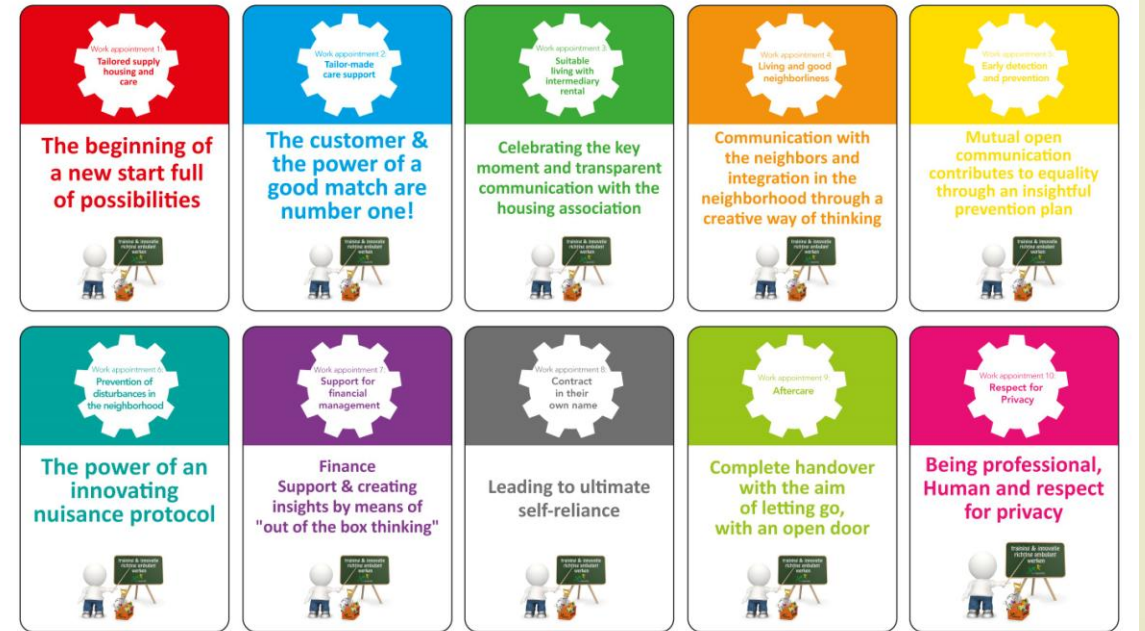 Work appointment 1:
Tailored supply
housing and
care
The beginning of
a new start full
of possibilities
Work appointment 2:
Tailor-made
care support
The customer &
the power of a
good match are
number one!
Work appointment 3:
Suitable
living with
intermediary
rental
Celebrating the key
moment and transparent
communication with the
housing association
Work appointment 4:
Living and good
neighborliness
Communication with
the neighbors and
integration in the
neighborhood through a
creative way of thinking
Work appointment 5:
Early detection
and prevention
Mutual open
communication
contributes to equality
through an insightful
prevention plan
Work appointment 6:
Prevention of
disturbances in
the neighborhood
The power of an
innovating
nuisance protocol
Work appointment 7:
Support for
financial
management
Finance
Support & creating
insights by means of
"out of the box thinking"
Work appointment 8:
Contract
in their
own name
Leading to ultimate
self-reliance
Work appointment 9:
Aftercare
Complete handover
with the aim
of letting go,
with an open door
Work appointment 10:
Respect for
Privacy
Being professional,
Human and respect
for privacy